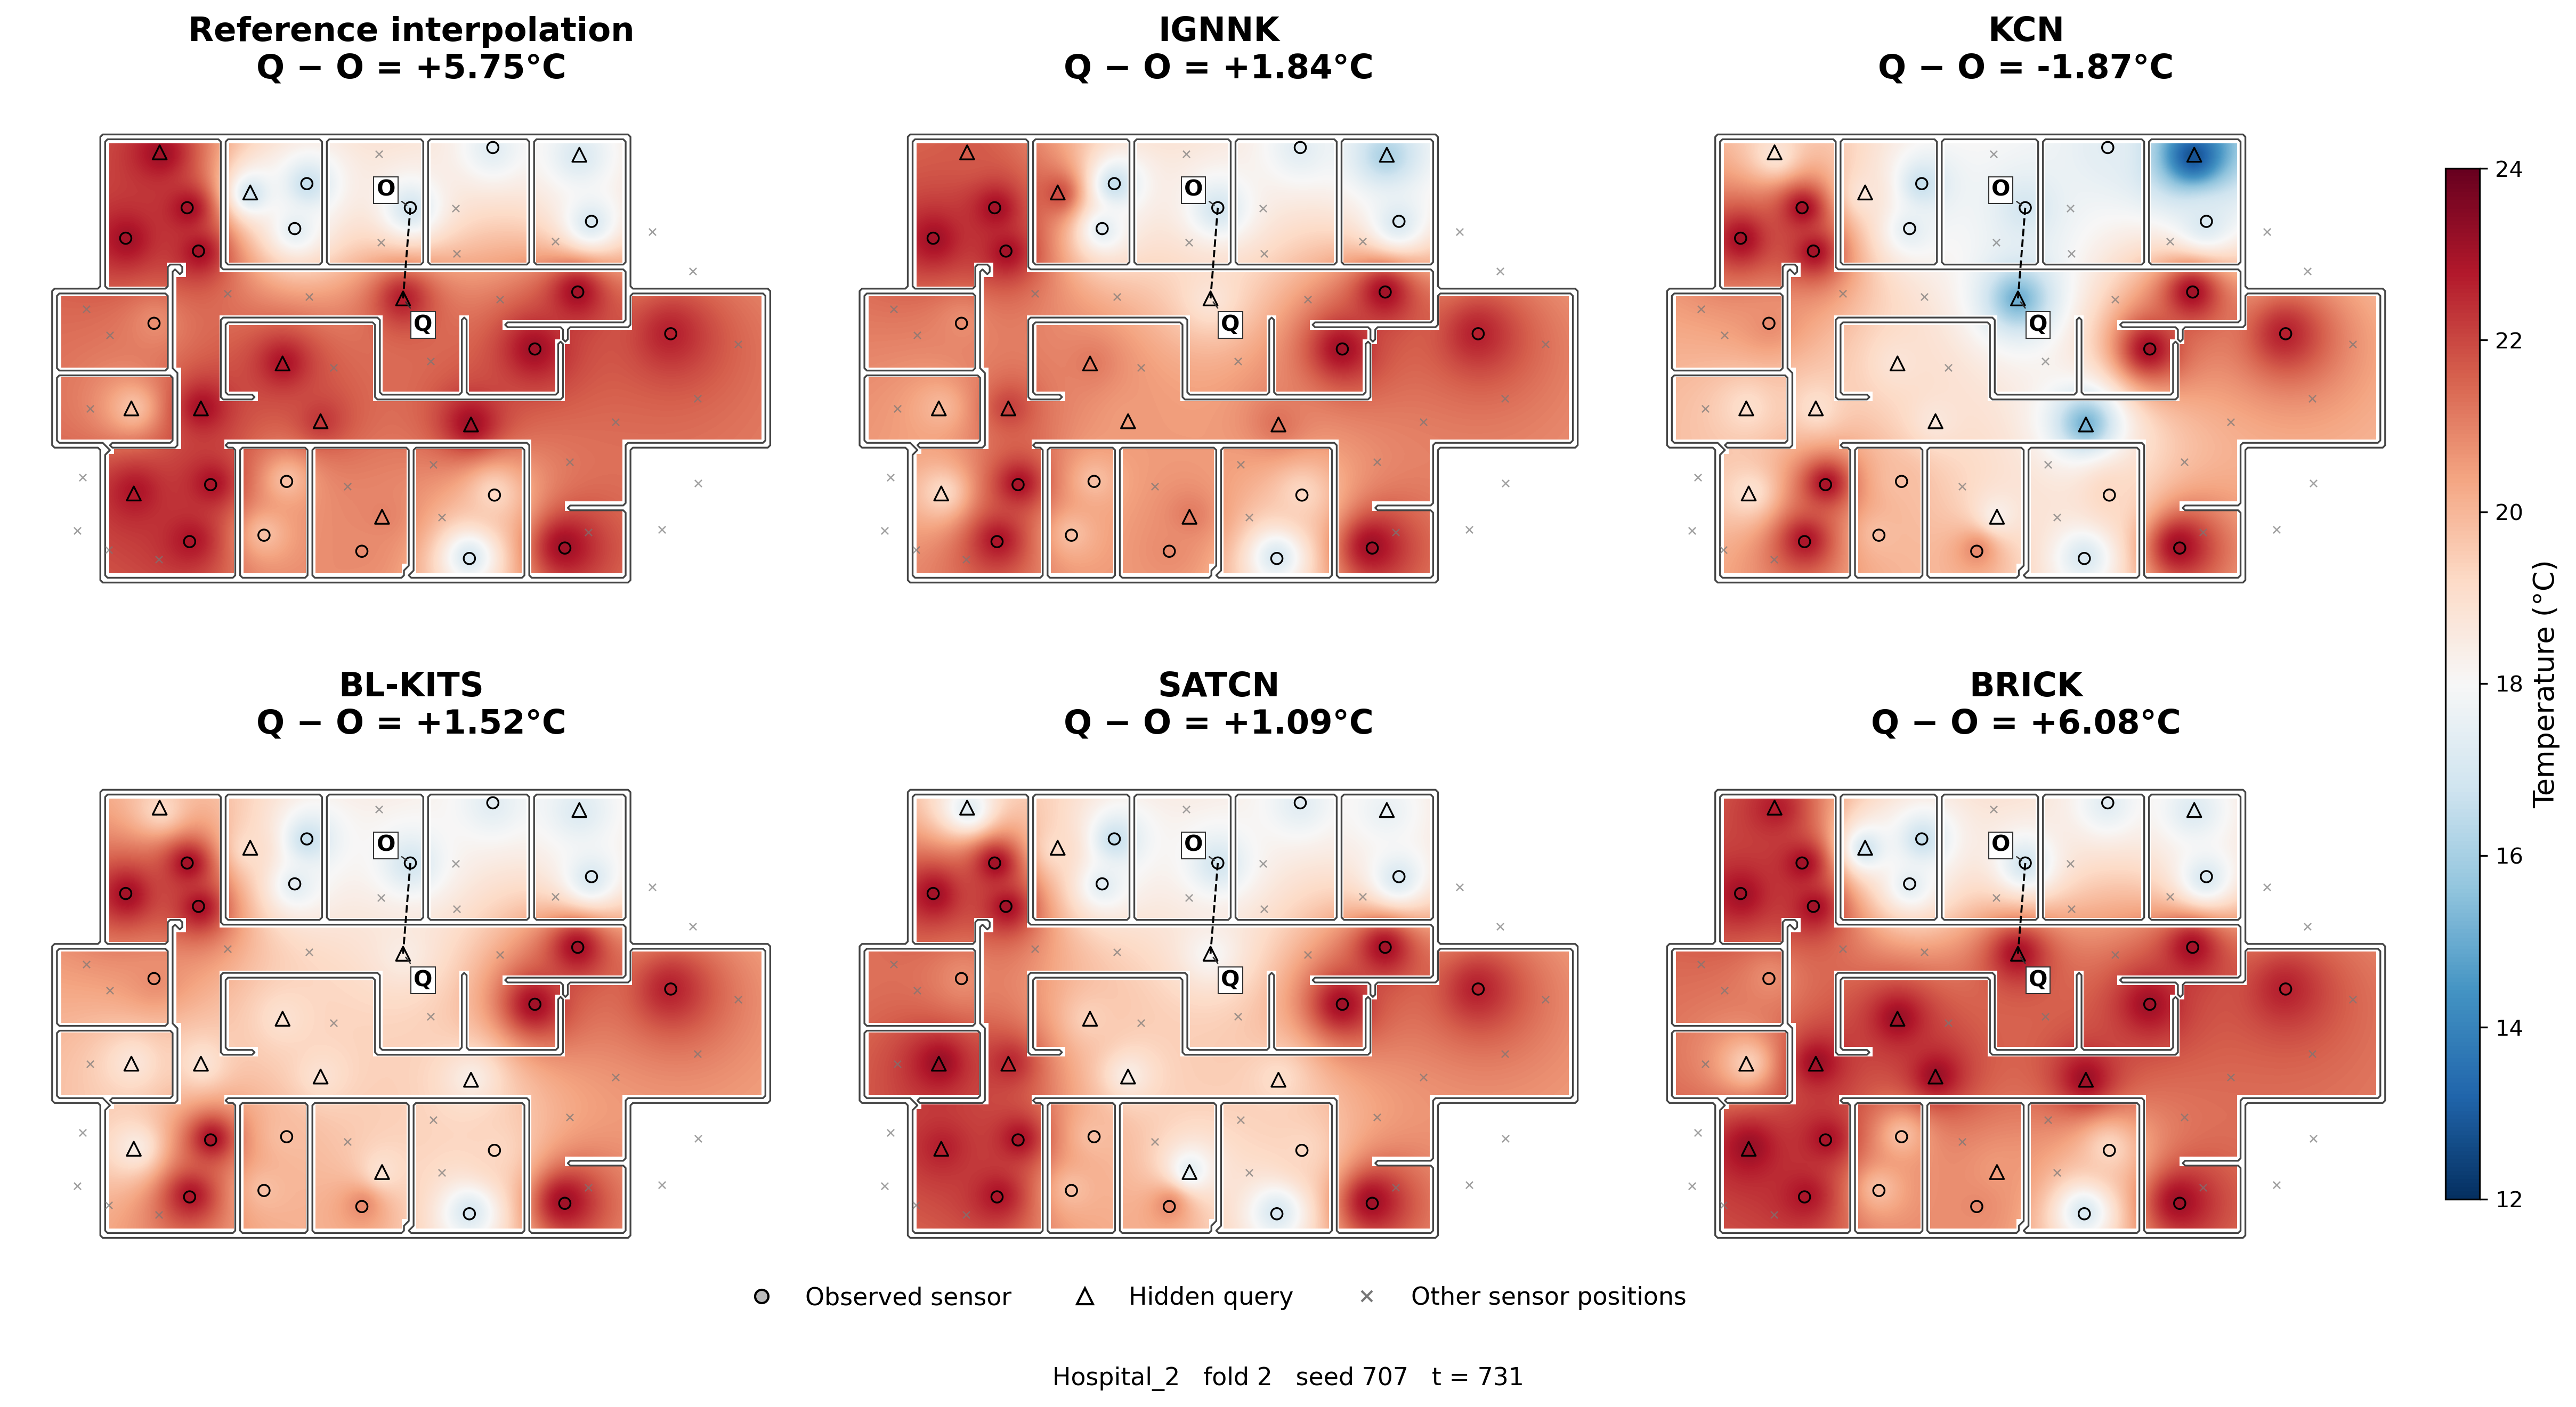 Reference interpolation
Q − O = +5.75°C
IGNNK
Q − O = +1.84°C
KCN
Q − O = -1.87°C
O
Q
O
Q
O
Q
BL-KITS
Q − O = +1.52°C
SATCN
Q − O = +1.09°C
BRICK
Q − O = +6.08°C
O
Q
O
Q
O
Q
24
22
20
18
16
14
12
Temperature (°C)
Observed sensor
Hidden query
Other sensor positions
Hospital_2 fold 2 seed 707 t = 731